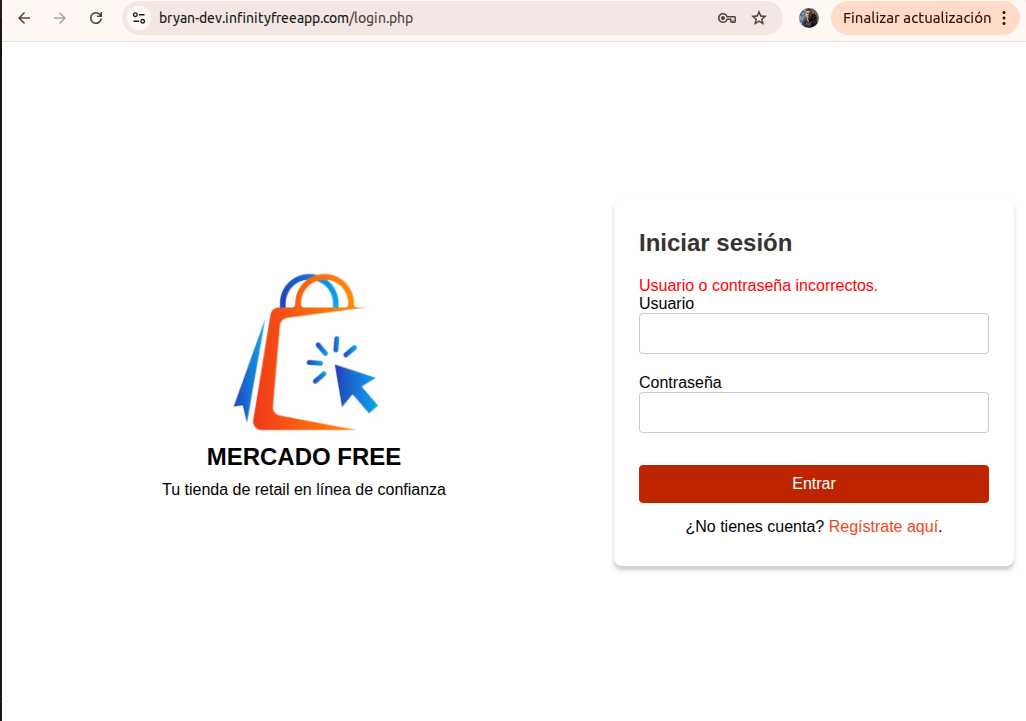 bryan-dev.infinityfreeapp.com/login.php
Finalizar actualización
MERCADO FREE
Tu tienda de retail en línea de confianza
Iniciar sesión
Usuario o contraseña incorrectos.
Usuario
Contraseña
Entrar
¿No tienes cuenta? Regístrate aquí.